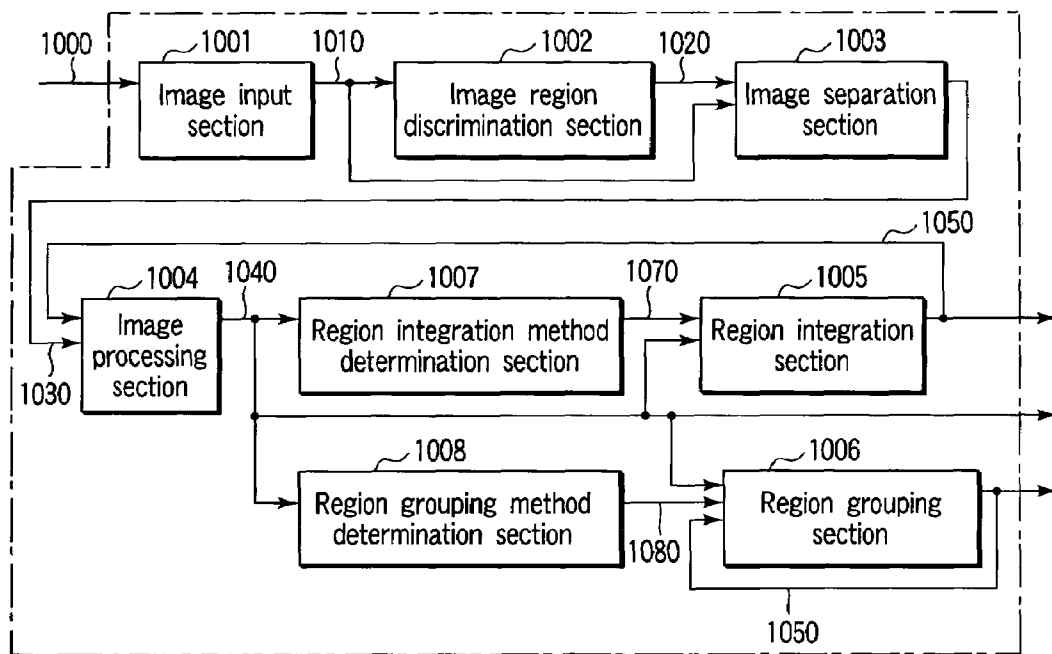 1000
1001
1010
1002
1020
1003
Image input
section
Image region
discrimination section
Image separation
section
1050
1004
1040
1007
1070
1005
Image
processing
section
Region integration method
determination section
Region integration
section
1030
1008
1006
Region grouping method
determination section
Region grouping
section
1080
1050